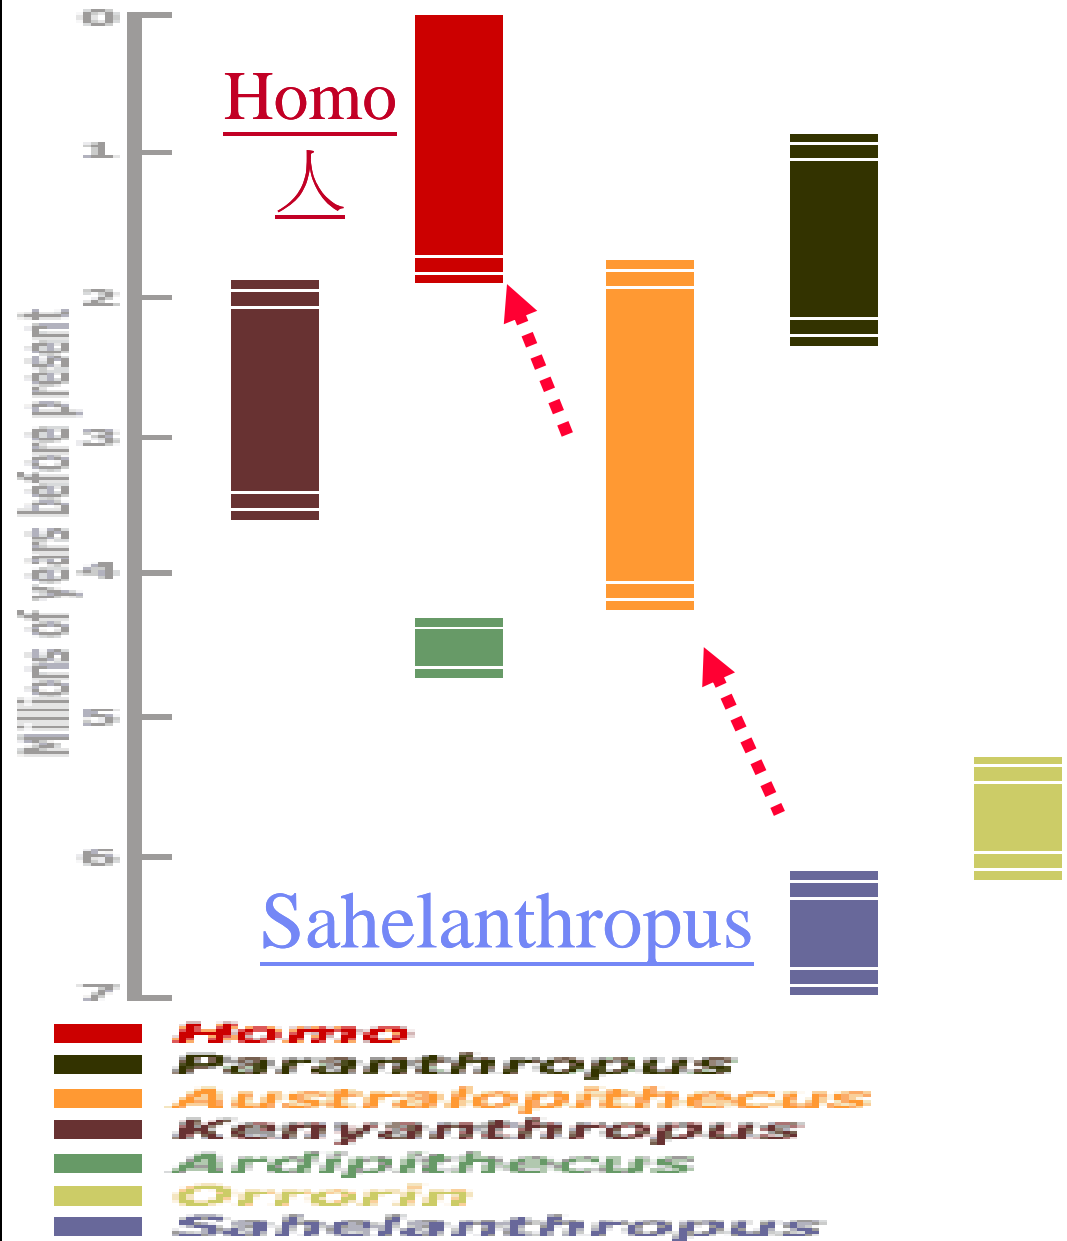 0
Homo
人
1
2
3
4
5
6
7
Millions of years before present
Sahelanthropus
Homo
Paranthropus
Australopithecus
Kenyanthropus
Ardipithecus
Orrorin
Sahelanthropus